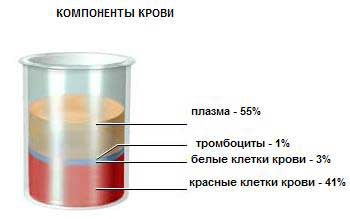 КОМПОНЕНТЫ КРОВИ
плазма - 55%
тромбоциты - 1%
белые клетки крови - 3%
красные клетки крови - 41%